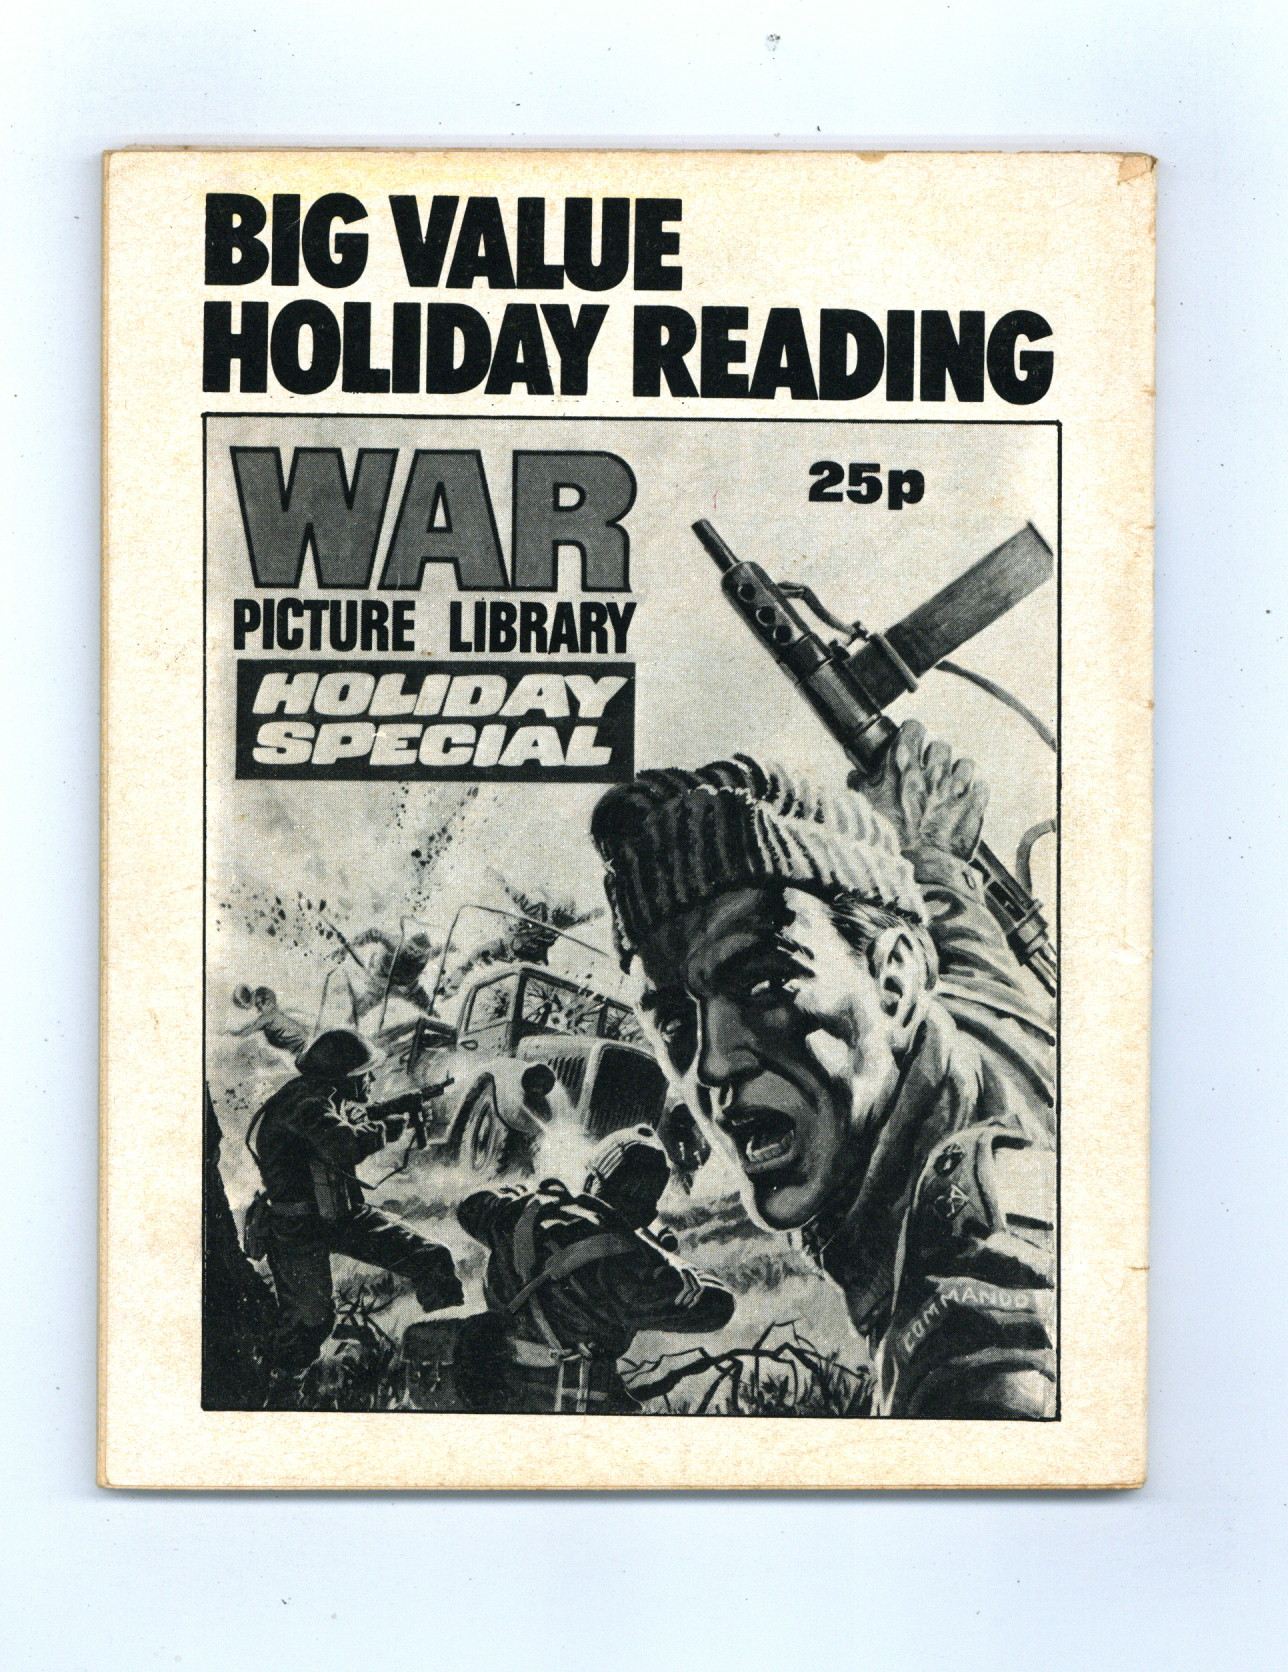 BIG VALUE
HOLIDAY READING
WAR
PICTURE LIBRARY
HOLIDAY
SPECIAL
25p
COMMANDO